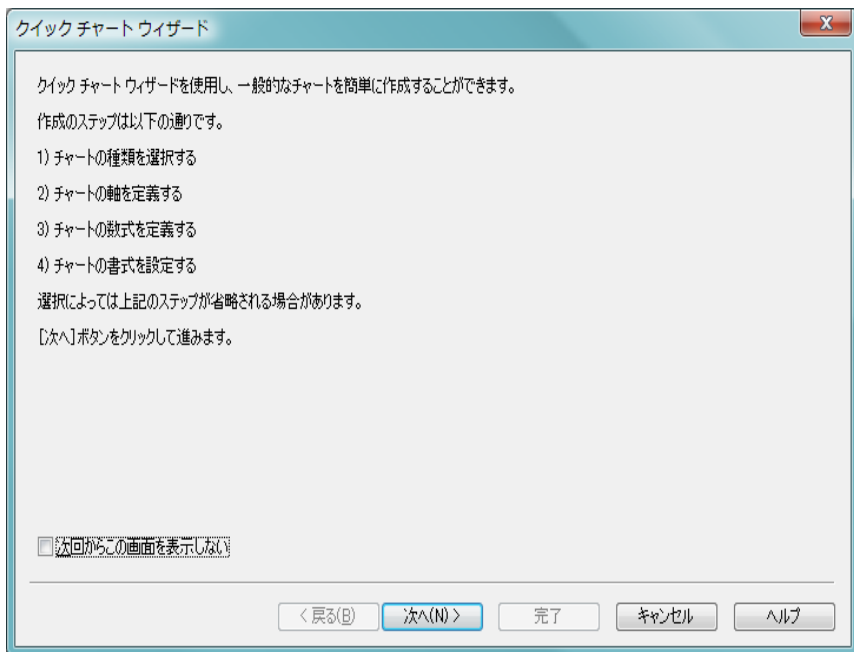 クイック チャート ウィザード
クイック チャート ウィザードを使用し、一般的なチャートを簡単に作成することができます。
作成のステップは以下の通りです。
1) チャートの種類を選択する
2) チャートの軸を定義する
3) チャートの数式を定義する
4) チャートの書式を設定する
選択によっては上記のステップが省略される場合があります。
[次へ]ボタンをクリックして進みます。
次回からこの画面を表示しない
< 戻る(B) 次へ(N) > 完了 キャンセル ヘルプ